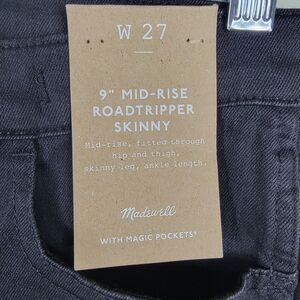 W 27
9" MID-RISE
ROADTRIPPER
SKINNY
Mid-rise, fitted through
hip and thigh,
skinny leg, ankle length.
Madewell
WITH MAGIC POCKETS®